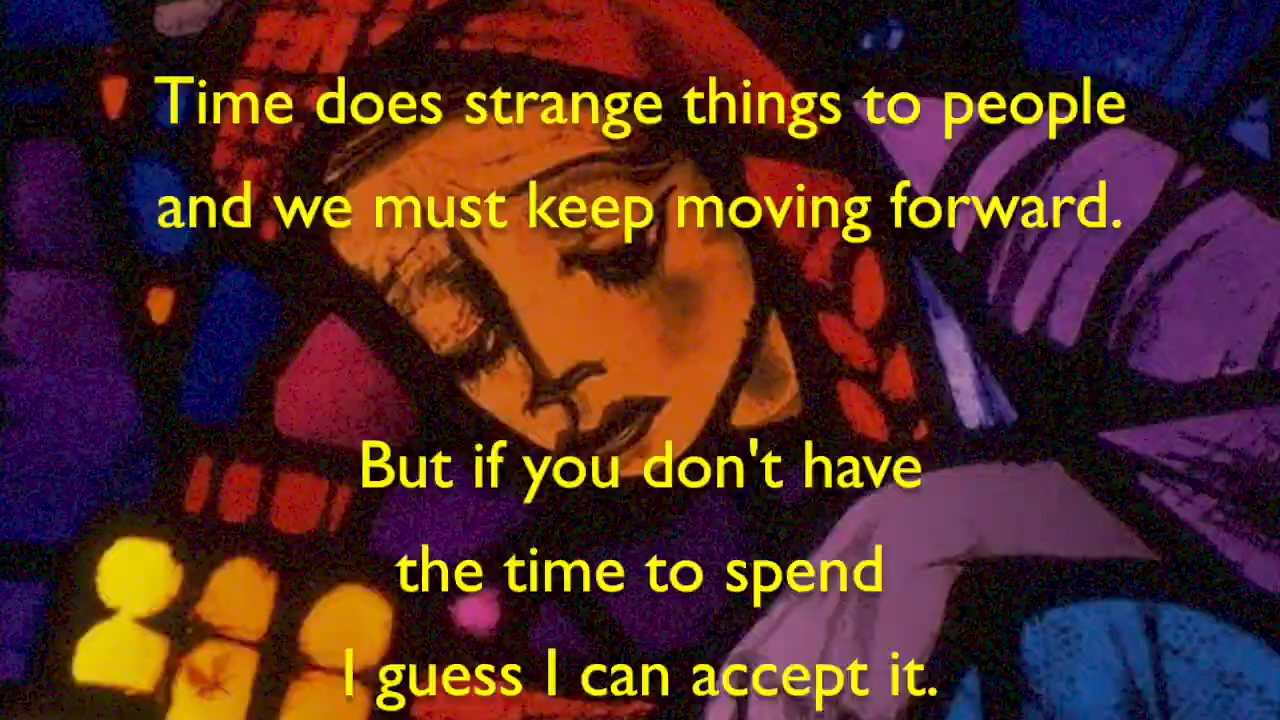 Time does strange things to people
and we must keep moving forward.
But if you don't have
the time to spend
I guess I can accept it.